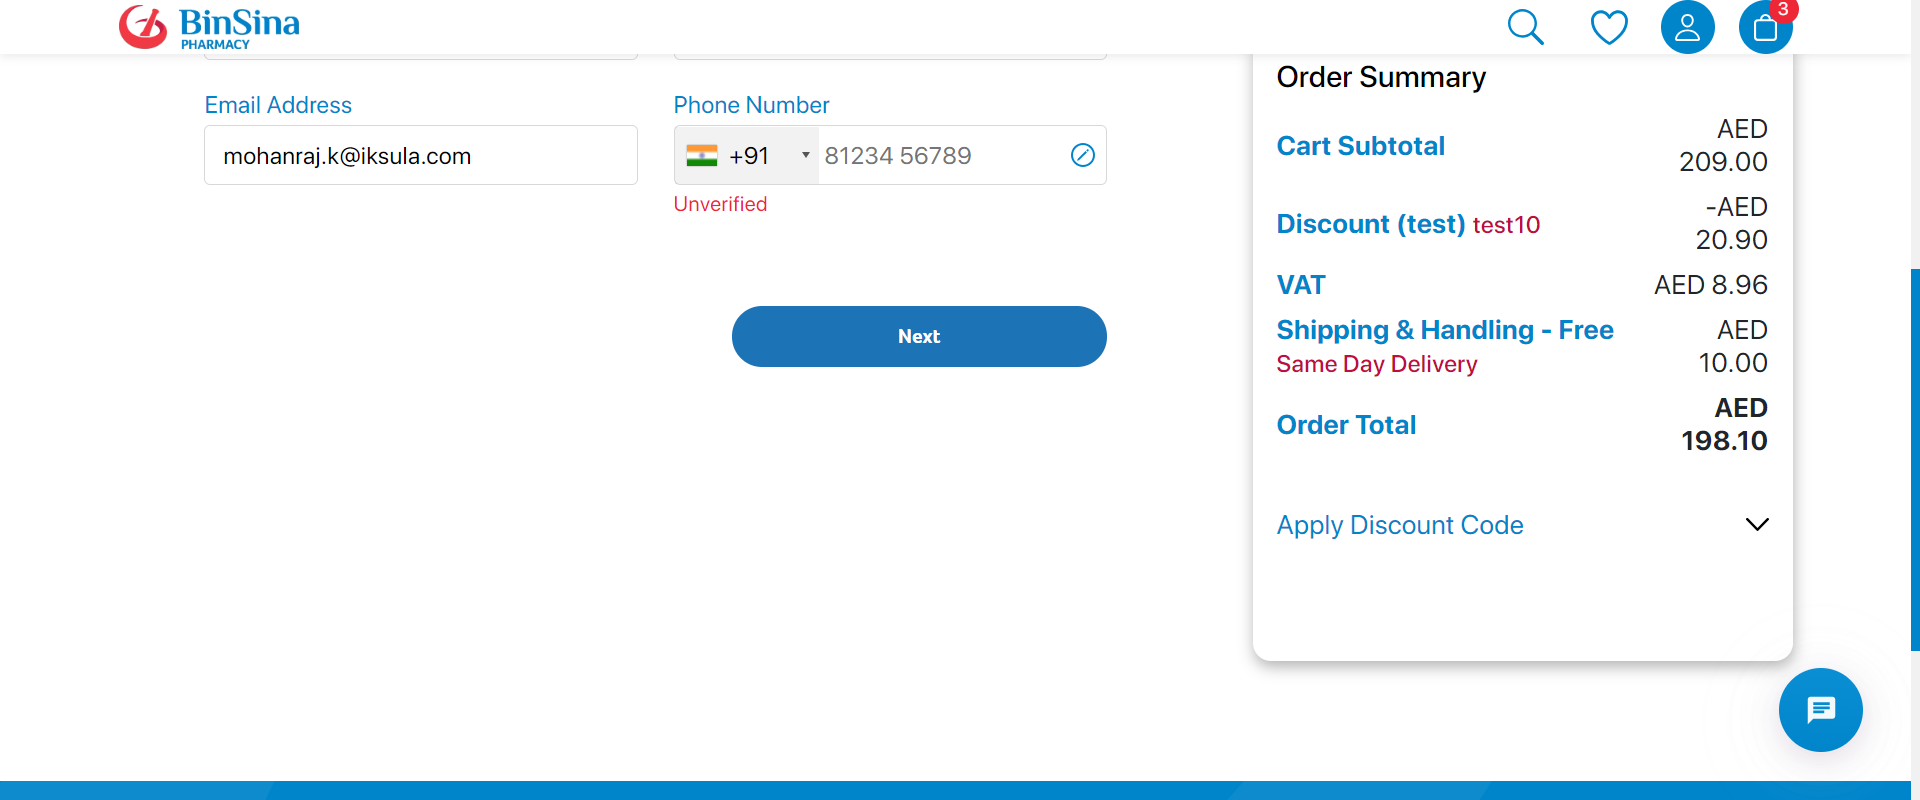 BinSina
PHARMACY
3
Email Address
mohanraj.k@iksula.com
Phone Number
+91 81234 56789
Unverified
Next
Order Summary
Cart Subtotal AED 209.00
Discount (test) test10 -AED 20.90
VAT AED 8.96
Shipping & Handling - Free AED 10.00
Same Day Delivery
Order Total AED 198.10
Apply Discount Code